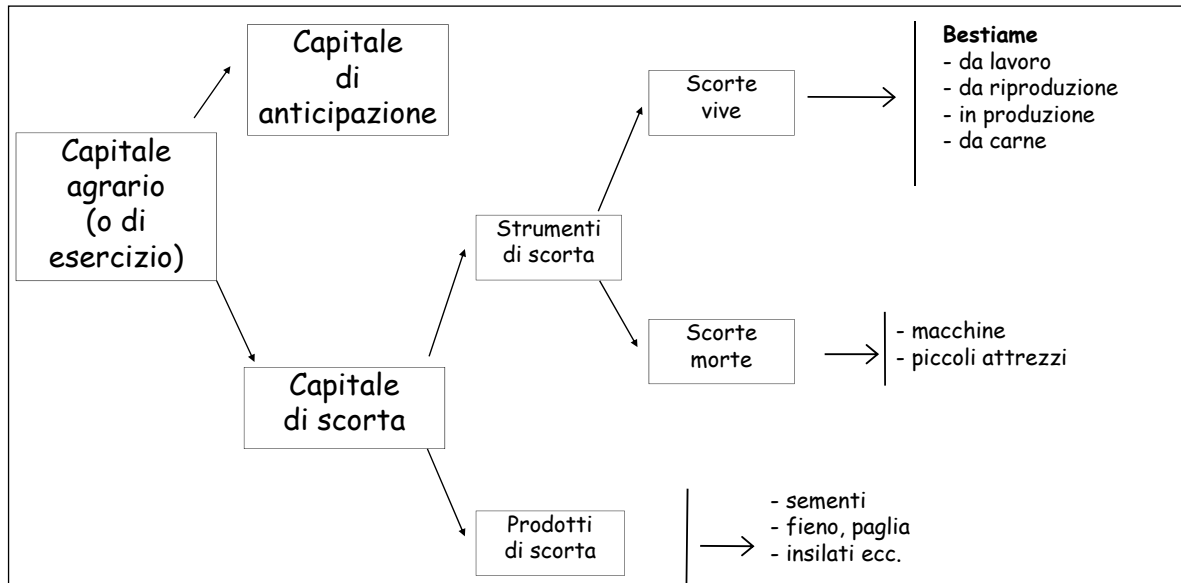 Capitale
di
anticipazione
Capitale
agrario
(o di
esercizio)
Scorte
vive
Bestiame
- da lavoro
- da riproduzione
- in produzione
- da carne
Strumenti
di scorta
Scorte
morte
- macchine
- piccoli attrezzi
Capitale
di scorta
Prodotti
di scorta
- sementi
- fieno, paglia
- insilati ecc.